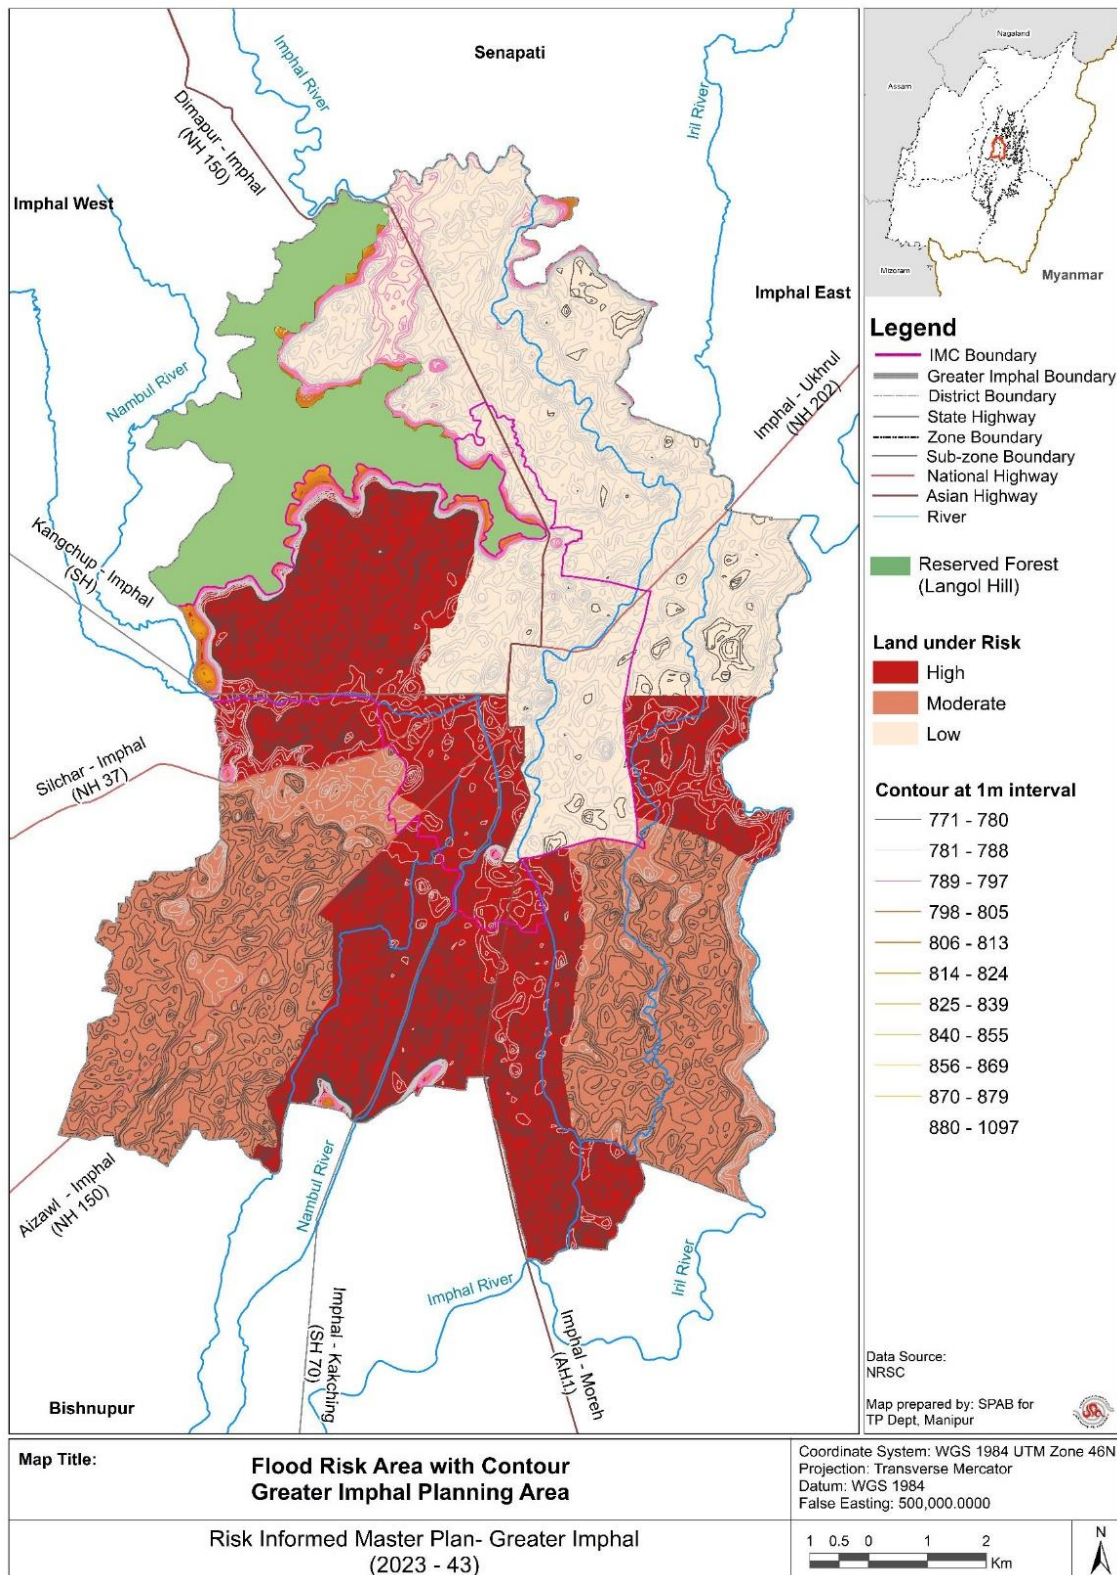 Senapati
Imphal River
Iril River
Dimapur - Imphal
(NH 150)
Imphal West
Imphal East
Nambul River
Imphal - Ukhrul
(NH 202)
Kangchup - Imphal
(SH)
Silchar - Imphal
(NH 37)
Aizawl - Imphal
(NH 150)
Nambul River
Imphal River
Iril River
Imphal - Kakching
(SH 70)
Imphal - Moreh
(AH1)
Bishnupur
Nagaland
Assam
Mizoram
Myanmar
Legend
IMC Boundary
Greater Imphal Boundary
District Boundary
State Highway
Zone Boundary
Sub-zone Boundary
National Highway
Asian Highway
River
Reserved Forest
(Langol Hill)
Land under Risk
High
Moderate
Low
Contour at 1m interval
771 - 780
781 - 788
789 - 797
798 - 805
806 - 813
814 - 824
825 - 839
840 - 855
856 - 869
870 - 879
880 - 1097
Data Source:
NRSC
Map prepared by: SPAB for
TP Dept, Manipur
Map Title:
Flood Risk Area with Contour
Greater Imphal Planning Area
Risk Informed Master Plan- Greater Imphal
(2023 - 43)
Coordinate System: WGS 1984 UTM Zone 46N
Projection: Transverse Mercator
Datum: WGS 1984
False Easting: 500,000.0000
1 0.5 0 1 2
Km
N